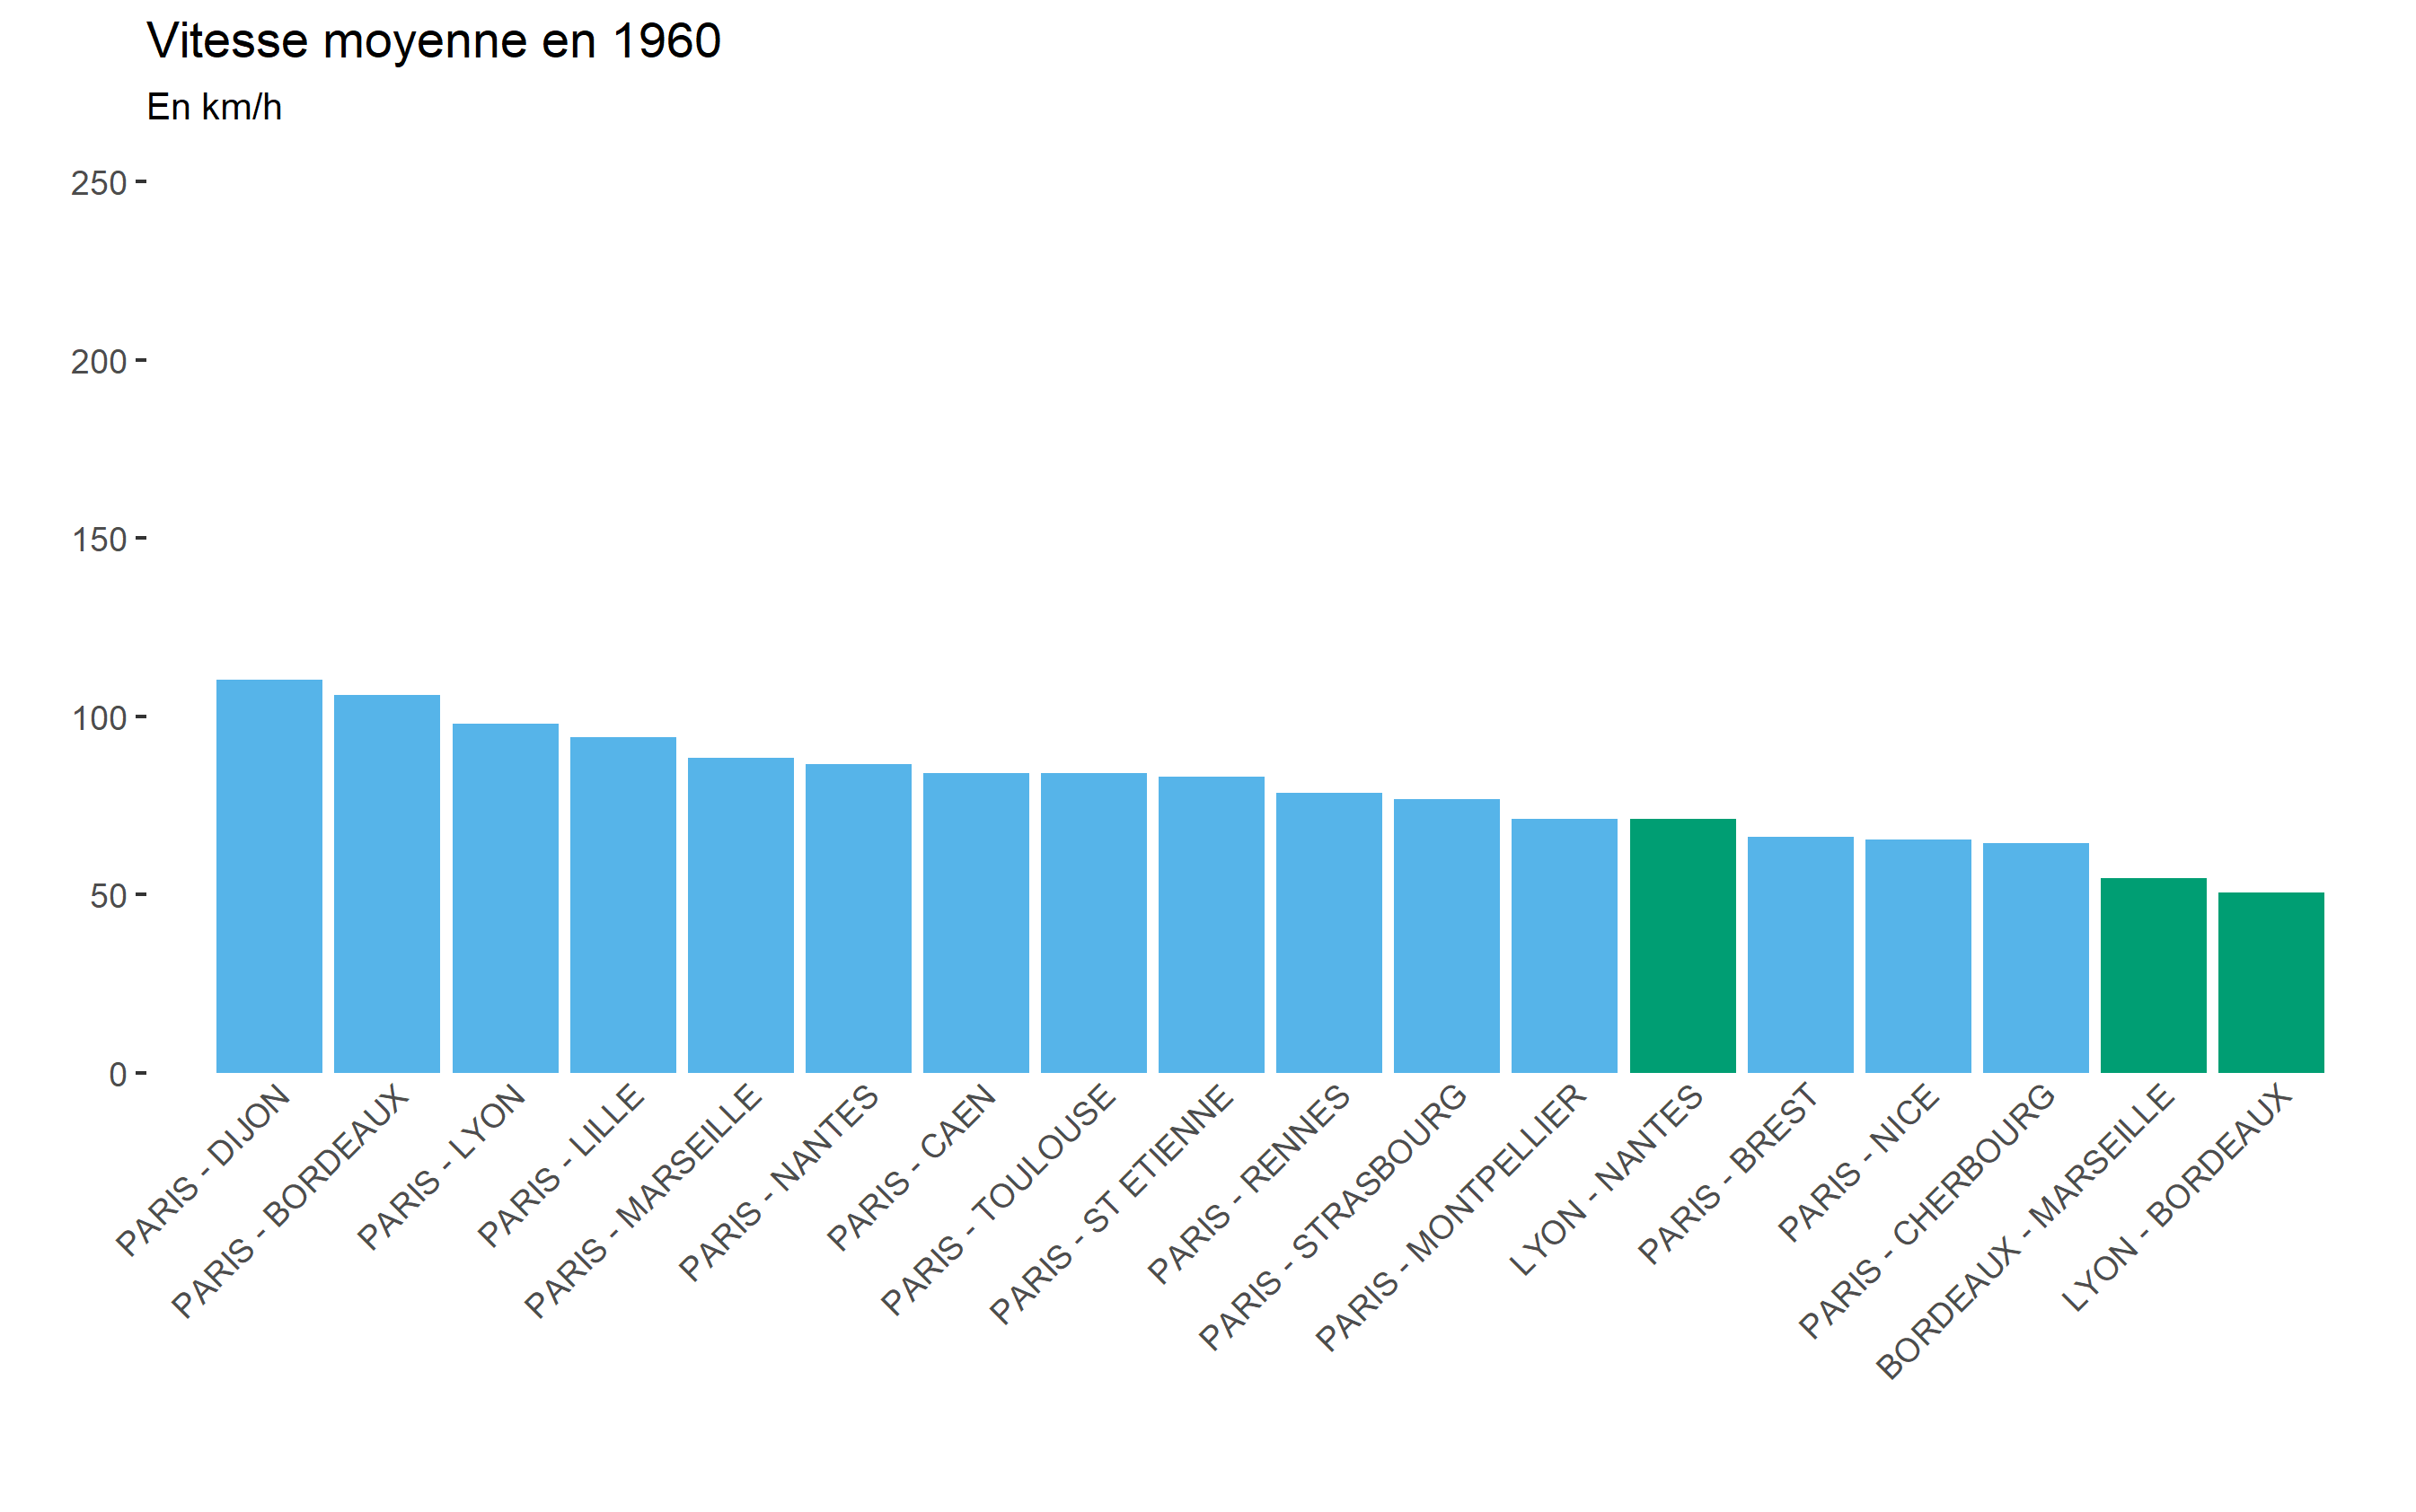 Vitesse moyenne en 1960
En km/h
250
200
150
100
50
0
PARIS - DIJON
PARIS - BORDEAUX
PARIS - LYON
PARIS - LILLE
PARIS - MARSEILLE
PARIS - NANTES
PARIS - CAEN
PARIS - TOULOUSE
PARIS - ST ETIENNE
PARIS - RENNES
PARIS - STRASBOURG
PARIS - MONTPELLIER
LYON - NANTES
PARIS - BREST
PARIS - NICE
PARIS - CHERBOURG
BORDEAUX - MARSEILLE
LYON - BORDEAUX